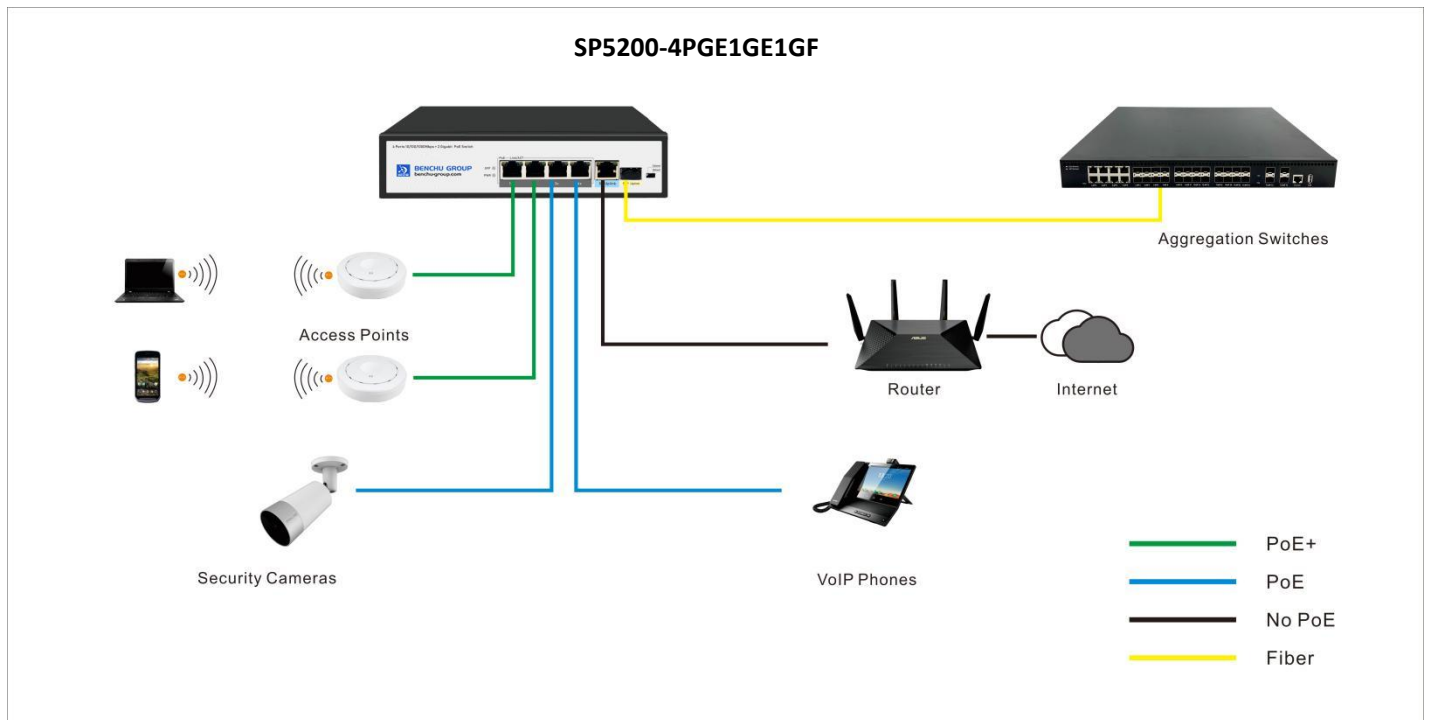 SP5200-4PGE1GE1GF
BENCHU GROUP
benchu-group.com
Aggregation Switches
Access Points
Router
Internet
Security Cameras
VoIP Phones
PoE+
PoE
No PoE
Fiber